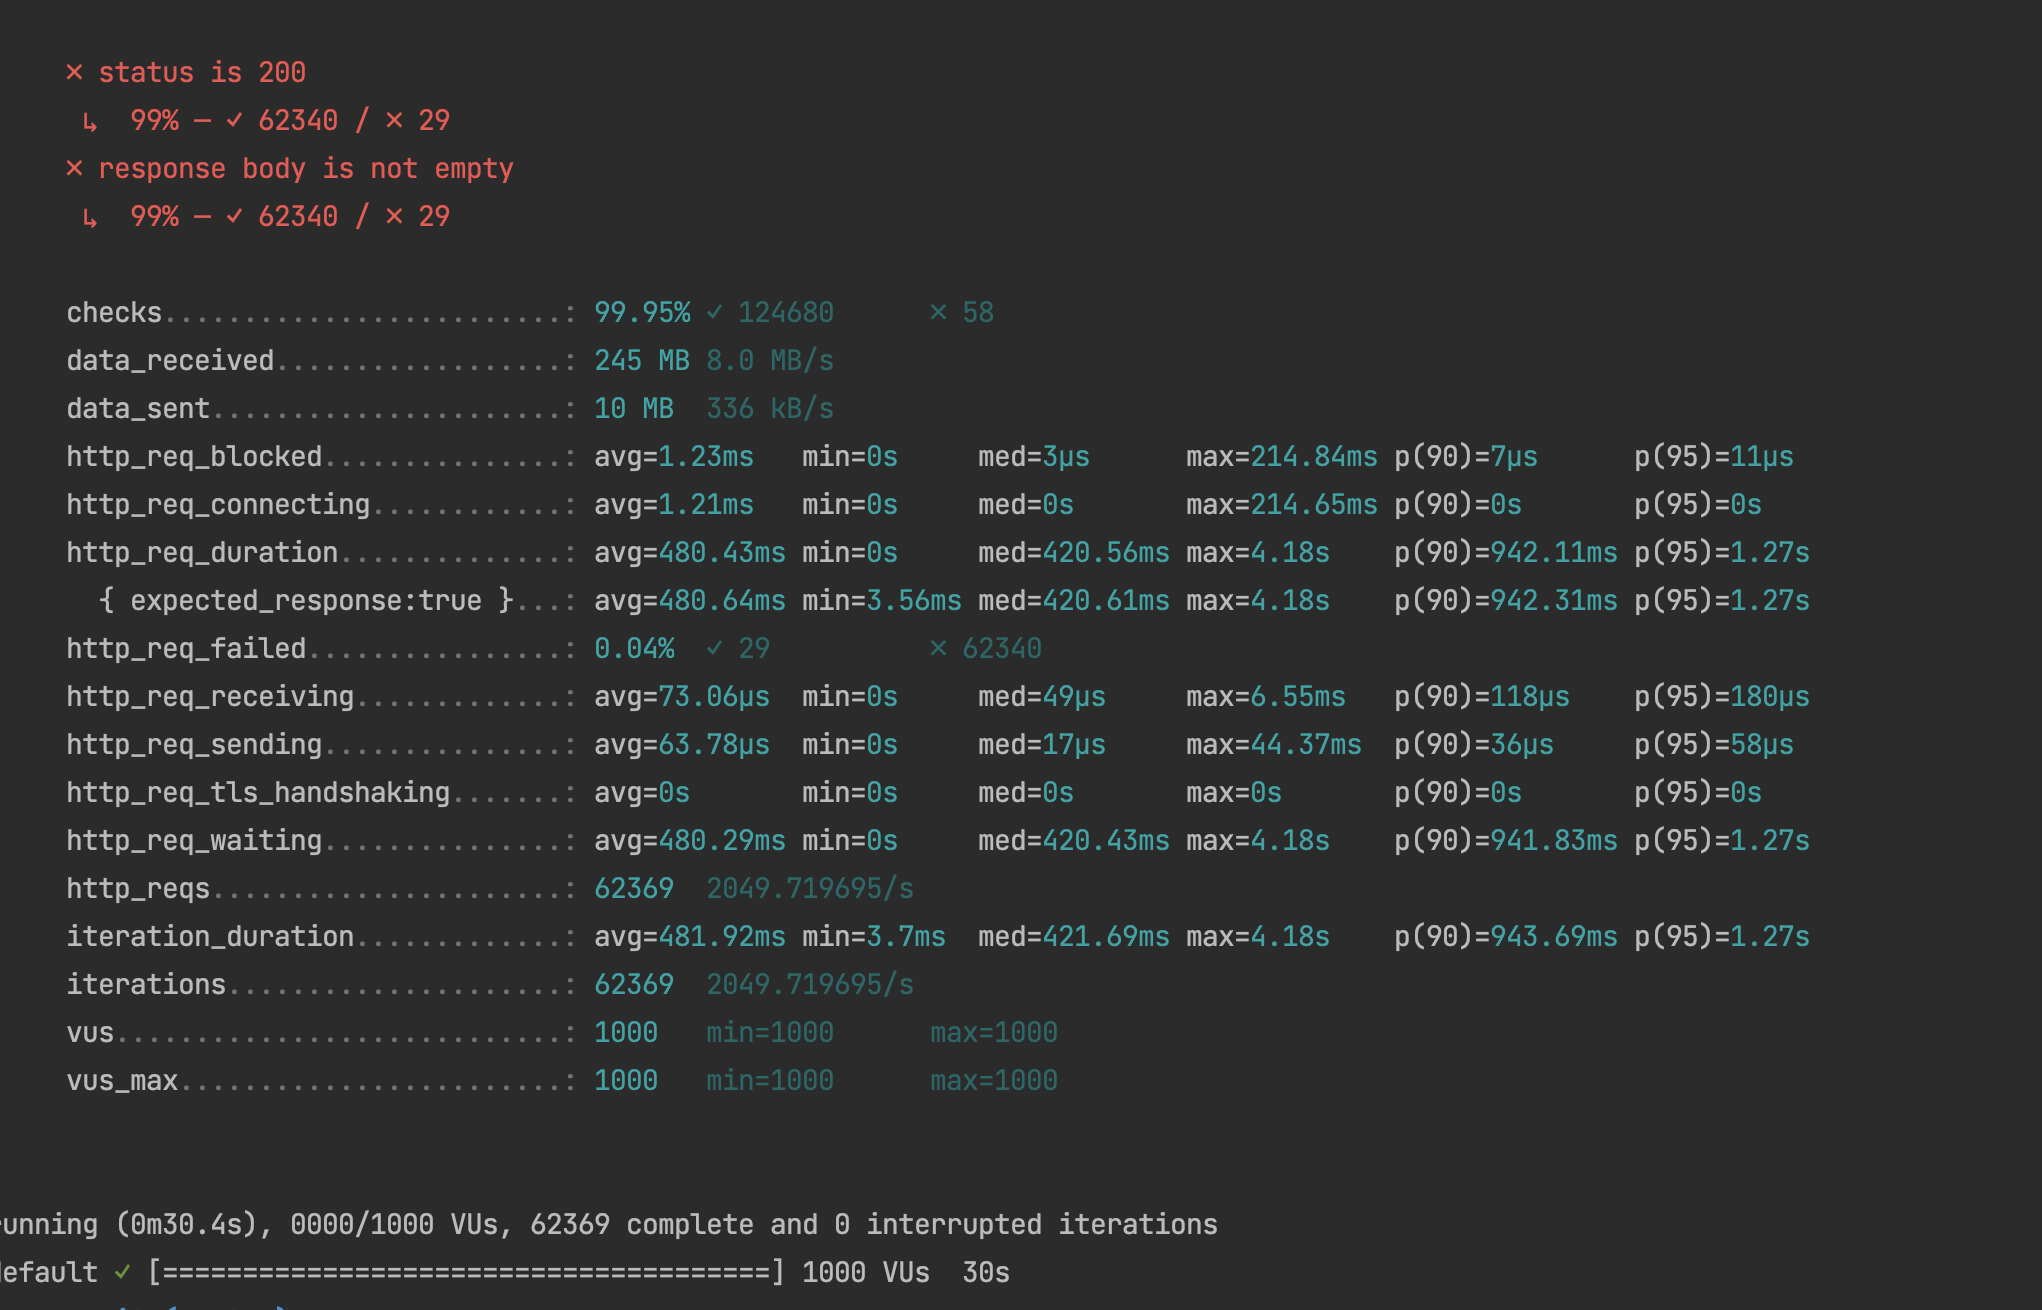 ✕ status is 200
↳  99% — ✓ 62340 / ✕ 29
✕ response body is not empty
↳  99% — ✓ 62340 / ✕ 29
checks.........................: 99.95% ✓ 124680      ✕ 58
data_received..................: 245 MB 8.0 MB/s
data_sent......................: 10 MB  336 kB/s
http_req_blocked...............: avg=1.23ms   min=0s     med=3µs      max=214.84ms p(90)=7µs      p(95)=11µs
http_req_connecting............: avg=1.21ms   min=0s     med=0s       max=214.65ms p(90)=0s       p(95)=0s
http_req_duration..............: avg=480.43ms min=0s     med=420.56ms max=4.18s    p(90)=942.11ms p(95)=1.27s
{ expected_response:true }...: avg=480.64ms min=3.56ms med=420.61ms max=4.18s    p(90)=942.31ms p(95)=1.27s
http_req_failed................: 0.04%  ✓ 29          ✕ 62340
http_req_receiving.............: avg=73.06µs  min=0s     med=49µs     max=6.55ms   p(90)=118µs    p(95)=180µs
http_req_sending...............: avg=63.78µs  min=0s     med=17µs     max=44.37ms  p(90)=36µs     p(95)=58µs
http_req_tls_handshaking.......: avg=0s       min=0s     med=0s       max=0s       p(90)=0s       p(95)=0s
http_req_waiting...............: avg=480.29ms min=0s     med=420.43ms max=4.18s    p(90)=941.83ms p(95)=1.27s
http_reqs......................: 62369  2049.719695/s
iteration_duration.............: avg=481.92ms min=3.7ms  med=421.69ms max=4.18s    p(90)=943.69ms p(95)=1.27s
iterations.....................: 62369  2049.719695/s
vus............................: 1000   min=1000      max=1000
vus_max........................: 1000   min=1000      max=1000
unning (0m30.4s), 0000/1000 VUs, 62369 complete and 0 interrupted iterations
efault ✓ [======================================] 1000 VUs  30s